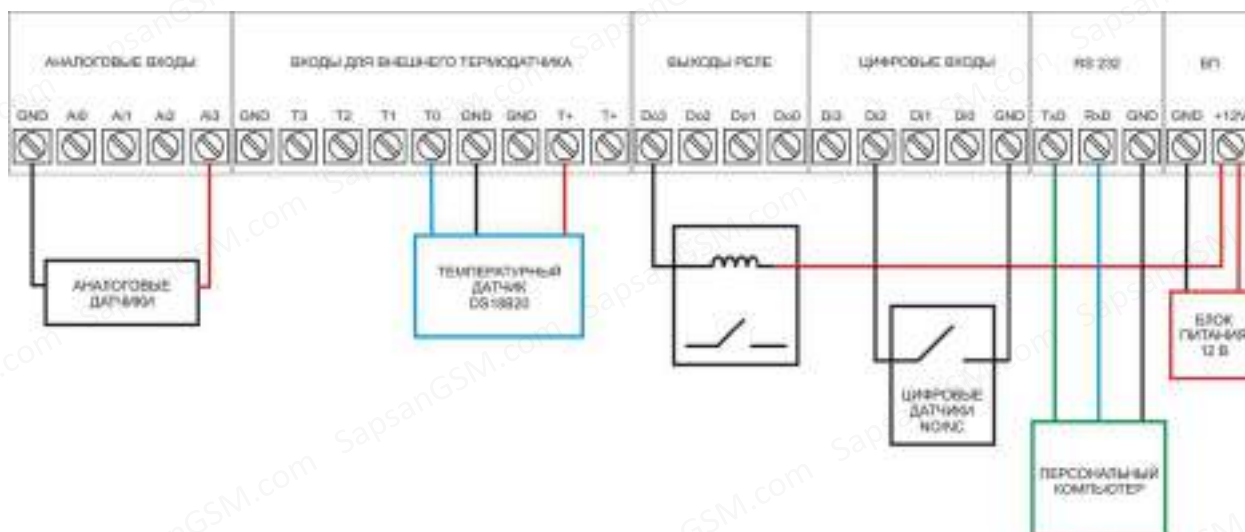 АНАЛОГОВЫЕ ВХОДЫ
ВХОДЫ ДЛЯ ВНЕШНЕГО ТЕРМОДАТЧИКА
ВЫХОДЫ РЕЛЕ
ЦИФРОВЫЕ ВХОДЫ
RS 232
БП
GND Ai0 Ai1 Ai2 Ai3 GND T3 T2 T1 T0 GND GND T+ T+ Do3 Do2 Do1 Do0 Di3 Di2 Di1 Di0 GND TxD RxD GND GND +12V
АНАЛОГОВЫЕ
ДАТЧИКИ
ТЕМПЕРАТУРНЫЙ
ДАТЧИК
DS18B20
ЦИФРОВЫЕ
ДАТЧИКИ
NO/NC
БЛОК
ПИТАНИЯ
12 В
ПЕРСОНАЛЬНЫЙ
КОМПЬЮТЕР
SapsanGSM.com